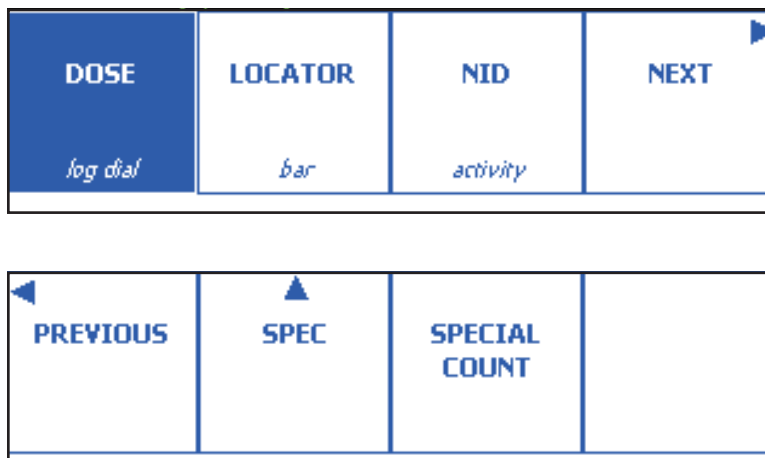 DOSE LOCATOR NID NEXT
log dial bar activity
PREVIOUS SPEC SPECIAL COUNT